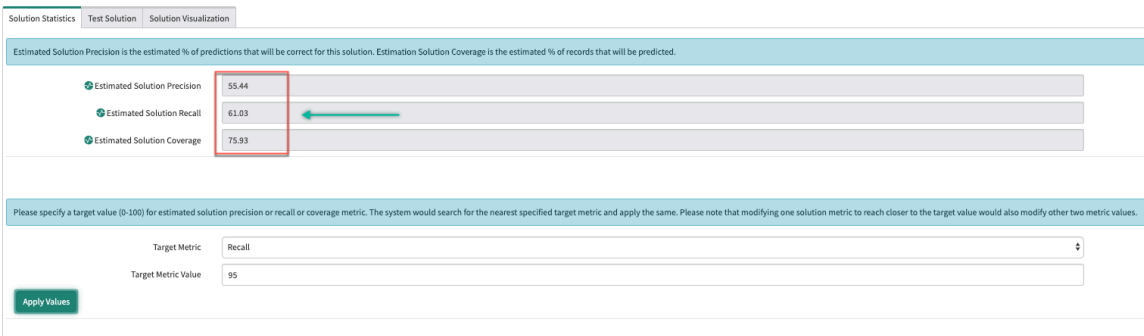 Solution Statistics Test Solution Solution Visualization
Estimated Solution Precision is the estimated % of predictions that will be correct for this solution. Estimation Solution Coverage is the estimated % of records that will be predicted.
Estimated Solution Precision 55.44
Estimated Solution Recall 61.03
Estimated Solution Coverage 75.93
Please specify a target value (0-100) for estimated solution precision or recall or coverage metric. The system would search for the nearest specified target metric and apply the same. Please note that modifying one solution metric to reach closer to the target value would also modify other two metric values.
Target Metric Recall
Target Metric Value 95
Apply Values